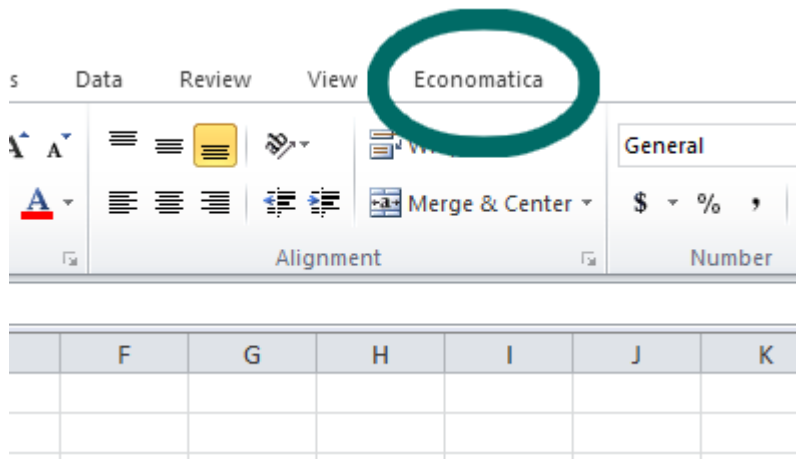 s Data Review View Economatica
A A General
A Merge & Center $ % ,
Alignment Number
F G H I J K